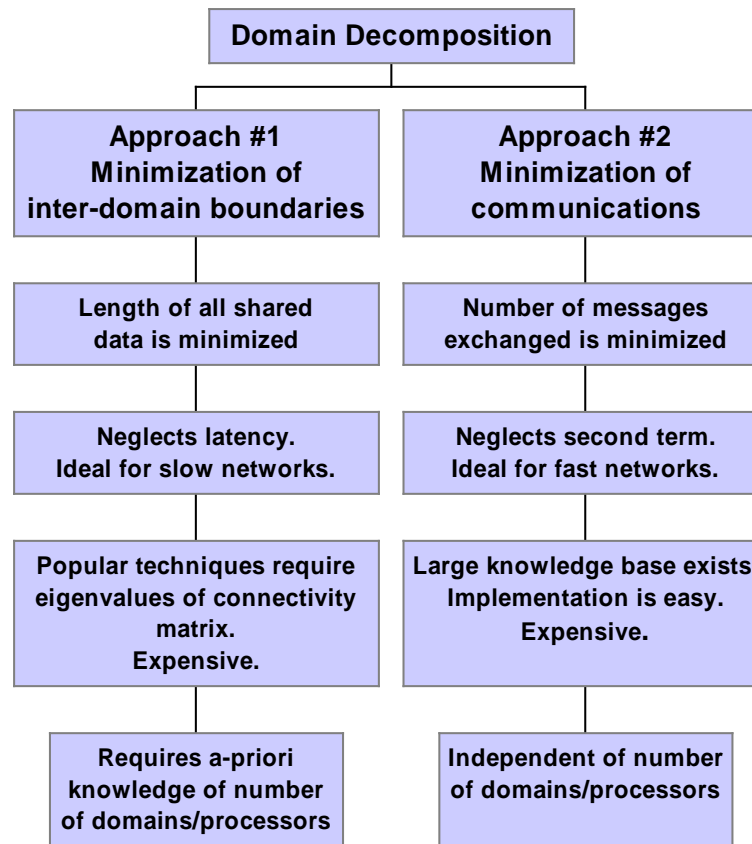 Domain Decomposition
Approach #1
Minimization of
inter-domain boundaries
Length of all shared
data is minimized
Neglects latency.
Ideal for slow networks.
Popular techniques require
eigenvalues of connectivity
matrix.
Expensive.
Requires a-priori
knowledge of number
of domains/processors
Approach #2
Minimization of
communications
Number of messages
exchanged is minimized
Neglects second term.
Ideal for fast networks.
Large knowledge base exists.
Implementation is easy.
Expensive.
Independent of number
of domains/processors